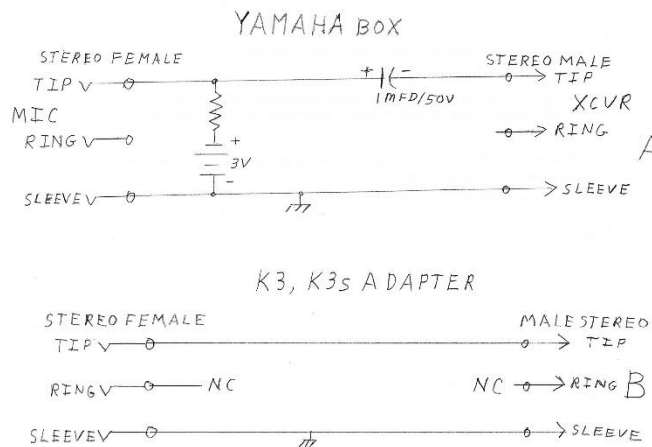 YAMAHA BOX
STEREO FEMALE
STEREO MALE
TIP
+ -
TIP
1MFD/50V
MIC
XCVR
RING
+
RING
A
3V
-
SLEEVE
SLEEVE
K3, K3s ADAPTER
STEREO FEMALE
MALE STEREO
TIP
TIP
RING NC
NC RING B
SLEEVE
SLEEVE